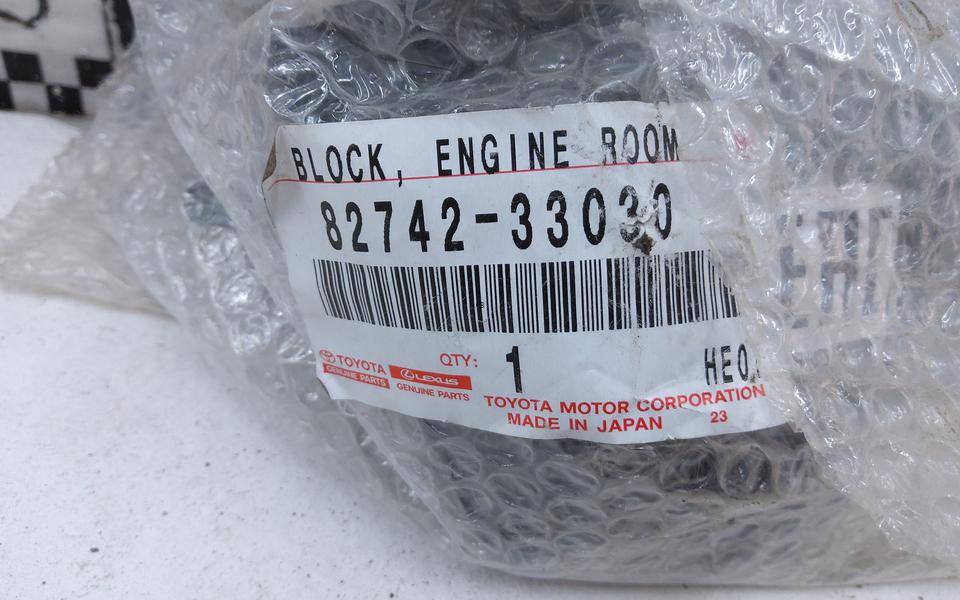 BLOCK, ENGINE ROOM
82742-33030
TOYOTA
GENUINE PARTS
LEXUS
GENUINE PARTS
QTY: 1
TOYOTA MOTOR CORPORATION
MADE IN JAPAN 23